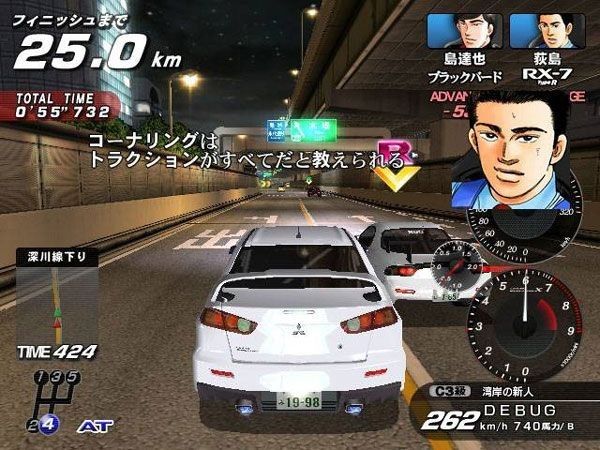 フィニッシュまで
25.0 km
TOTAL TIME
0'55"732
島達也
ブラックバード
荻島
RX-7
Type R
コーナリングは
トラクションがすべてだと教えられる
R
深川線下り
TIME 424
1 3 5
2 4
AT
19-98
C3級 湾岸の新人
DEBUG
262 km/h 740馬力/B